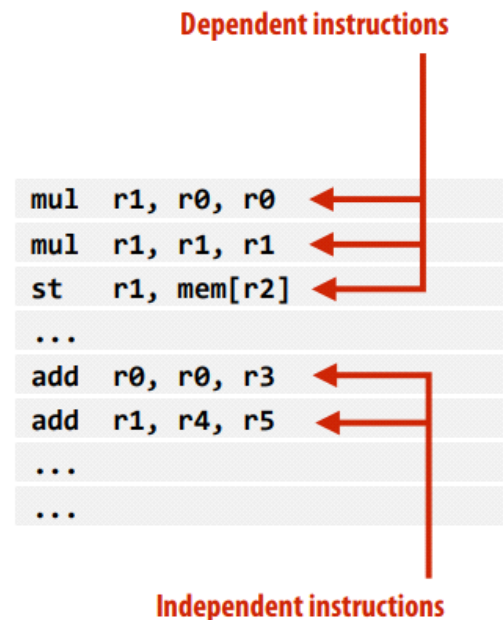 Dependent instructions
mul r1, r0, r0
mul r1, r1, r1
st r1, mem[r2]
...
add r0, r0, r3
add r1, r4, r5
...
...
Independent instructions